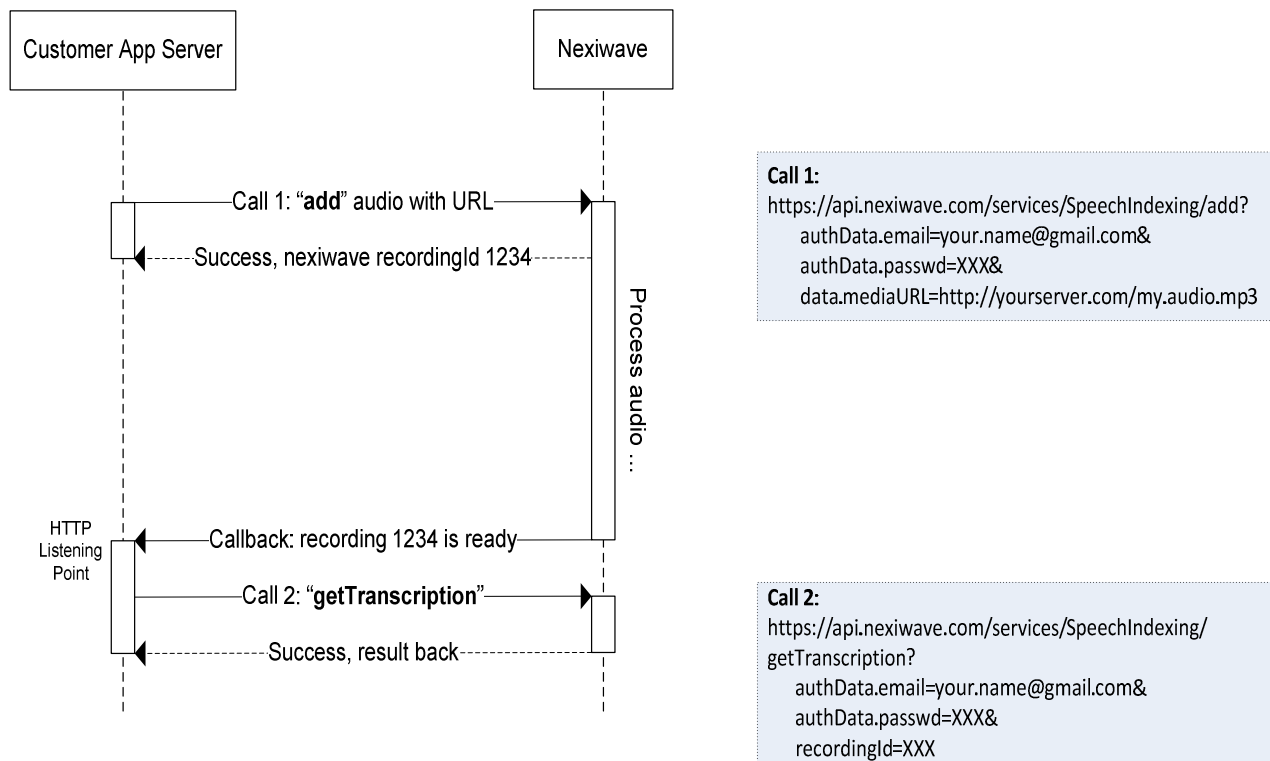 Customer App Server
Nexiwave
Call 1: “add” audio with URL
Success, nexiwave recordingId 1234
Process audio ...
HTTP
Listening
Point
Callback: recording 1234 is ready
Call 2: “getTranscription”
Success, result back
Call 1:
https://api.nexiwave.com/services/SpeechIndexing/add?
authData.email=your.name@gmail.com&
authData.passwd=XXX&
data.mediaURL=http://yourserver.com/my.audio.mp3
Call 2:
https://api.nexiwave.com/services/SpeechIndexing/
getTranscription?
authData.email=your.name@gmail.com&
authData.passwd=XXX&
recordingId=XXX